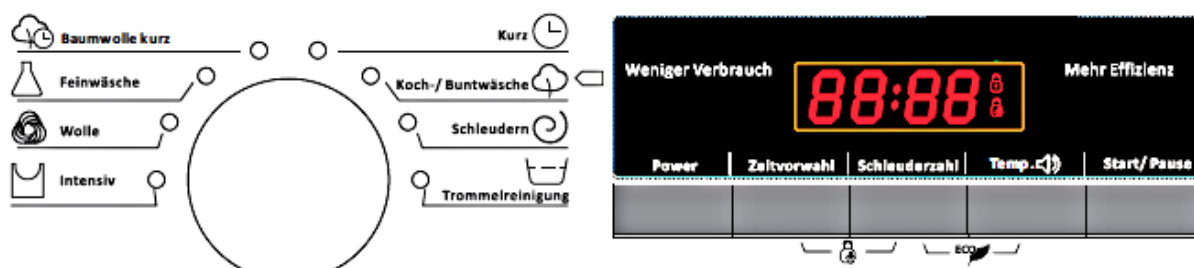 Baumwolle kurz
Feinwäsche
Wolle
Intensiv
Kurz
Koch-/ Buntwäsche
Schleudern
Trommelreinigung
Weniger Verbrauch
88:88
Mehr Effizienz
Power
Zeitvorwahl
Schleuderzahl
Temp.
Start/ Pause
ECO